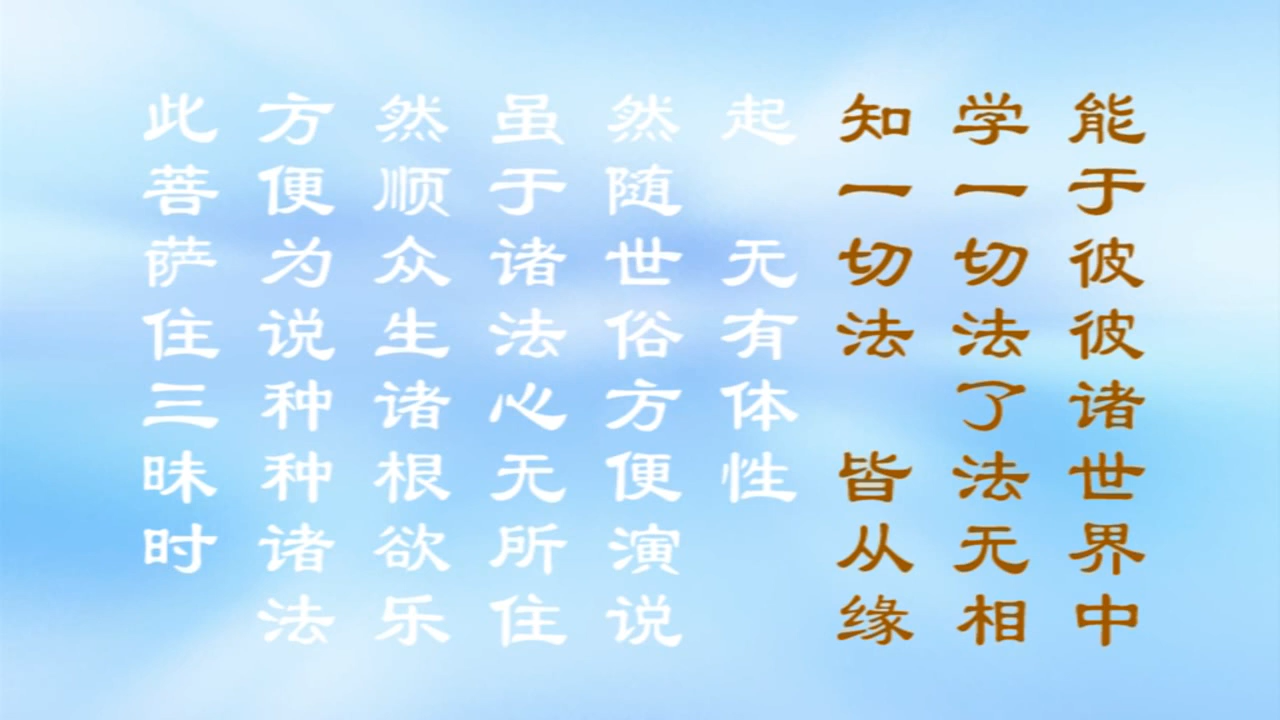 能于彼彼诸世界中
学一切法了法无相
知一切法 皆从缘
起 无有体性
然随世俗方便演说
虽于诸法心无所住
然顺众生诸根欲乐
方便为说种种诸法
此菩萨住三昧时